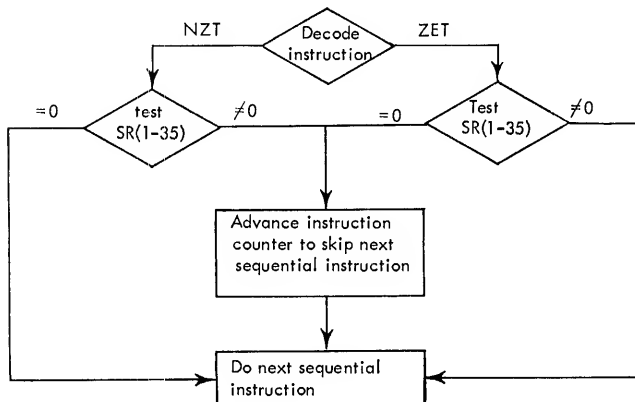 NZT
Decode
instruction
ZET
=0
test
SR(1-35)
≠0
=0
Test
SR(1-35)
≠0
Advance instruction
counter to skip next
sequential instruction
Do next sequential
instruction